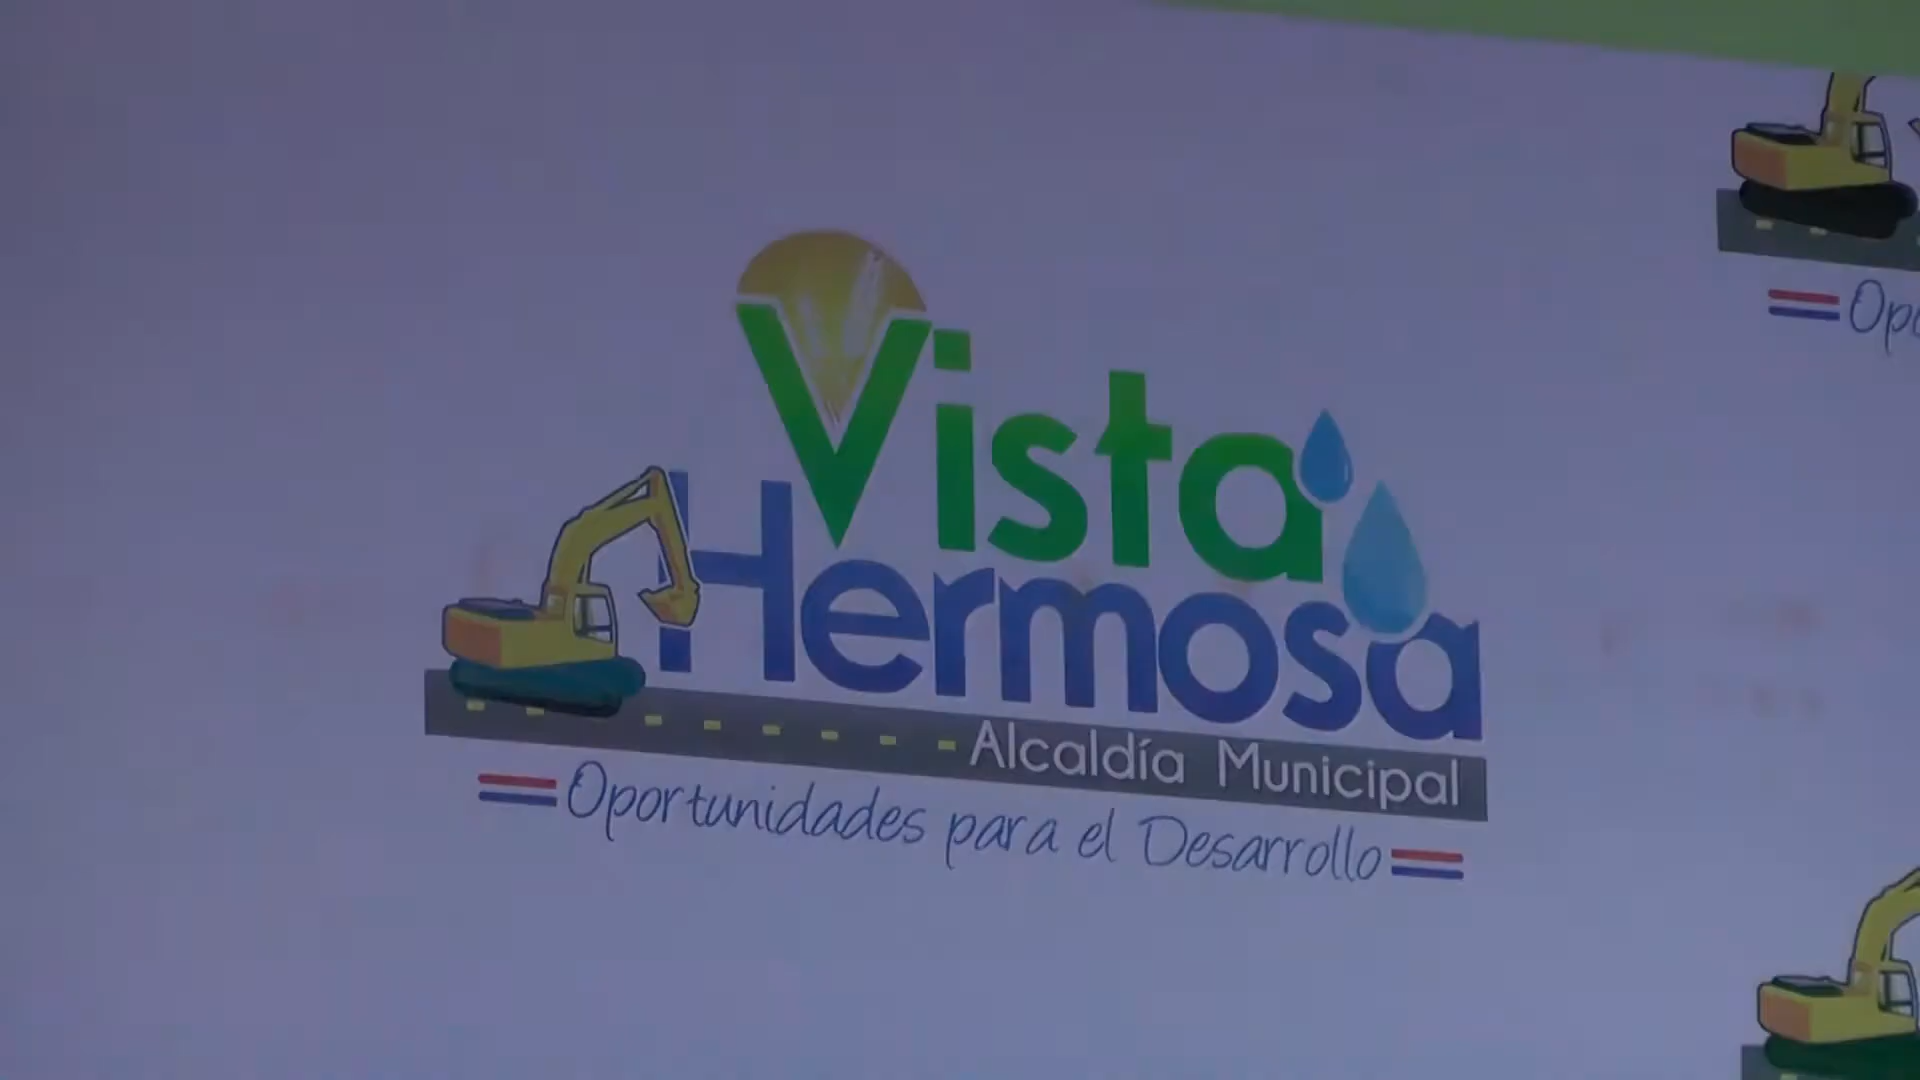 Vista
Hermosa
Alcaldía Municipal
Oportunidades para el Desarrollo